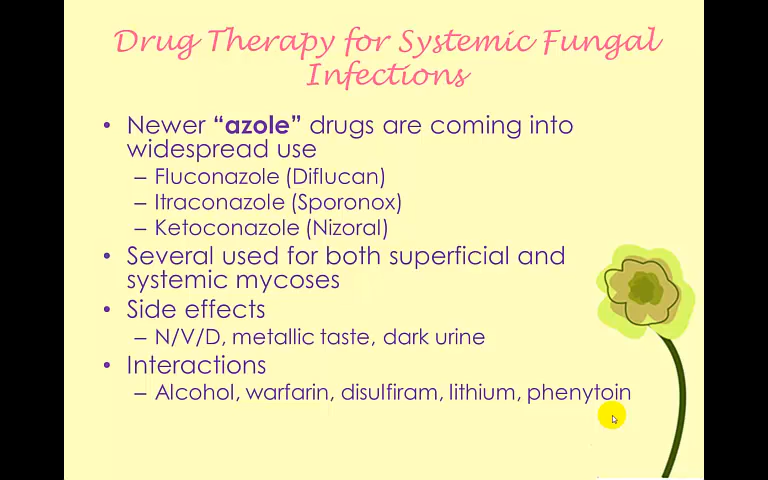 Drug Therapy for Systemic Fungal
Infections
• Newer “azole” drugs are coming into
widespread use
– Fluconazole (Diflucan)
– Itraconazole (Sporonox)
– Ketoconazole (Nizoral)
• Several used for both superficial and
systemic mycoses
• Side effects
– N/V/D, metallic taste, dark urine
• Interactions
– Alcohol, warfarin, disulfiram, lithium, phenytoin